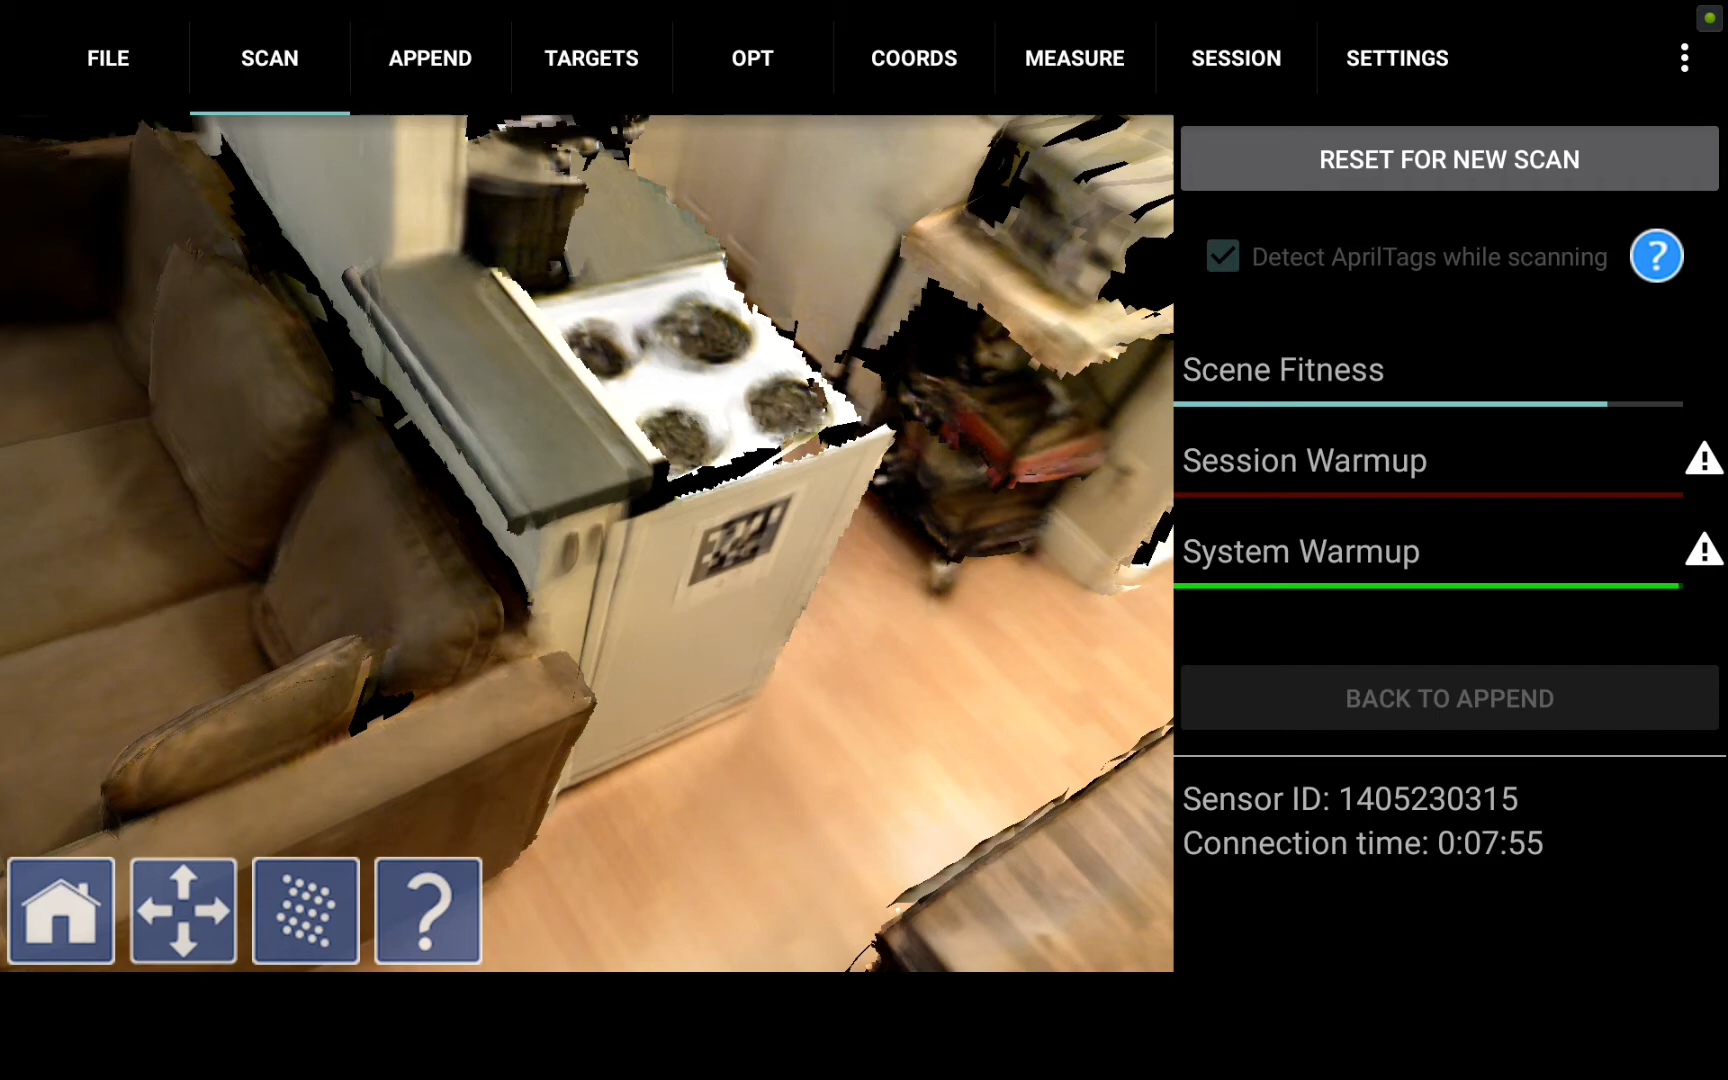 FILE
SCAN
APPEND
TARGETS
OPT
COORDS
MEASURE
SESSION
SETTINGS
RESET FOR NEW SCAN
Detect AprilTags while scanning
?
Scene Fitness
Session Warmup
System Warmup
BACK TO APPEND
Sensor ID: 1405230315
Connection time: 0:07:55
?